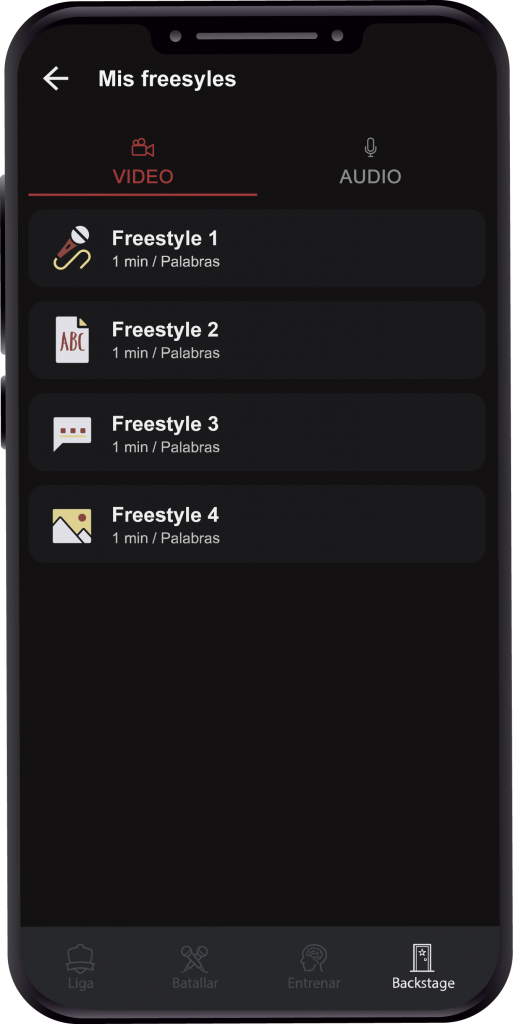 Mis freesyles
VIDEO
AUDIO
Freestyle 1
1 min / Palabras
Freestyle 2
1 min / Palabras
ABC
Freestyle 3
1 min / Palabras
Freestyle 4
1 min / Palabras
Liga
Batallar
Entrenar
Backstage